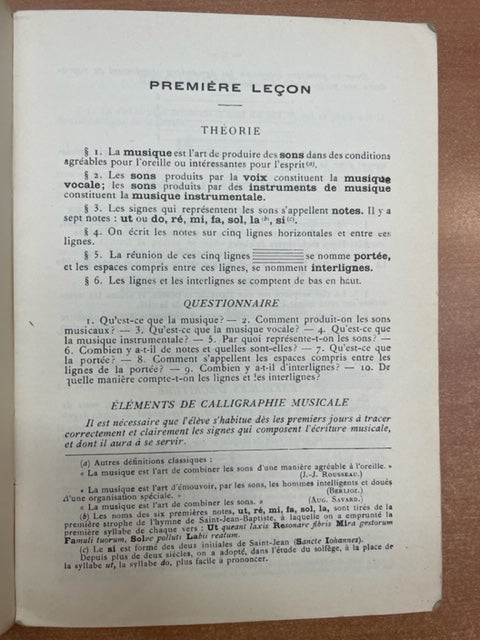 PREMIÈRE LEÇON
THÉORIE
§ 1. La musique est l'art de produire des sons dans des conditions
agréables pour l'oreille ou intéressantes pour l'esprit (a).
§ 2. Les sons produits par la voix constituent la musique
vocale; les sons produits par des instruments de musique
constituent la musique instrumentale.
§ 3. Les signes qui représentent les sons s'appellent notes. Il y a
sept notes : ut ou do, ré, mi, fa, sol, la (b), si (c).
§ 4. On écrit les notes sur cinq lignes horizontales et entre ces
lignes.
§ 5. La réunion de ces cinq lignes se nomme portée,
et les espaces compris entre ces lignes, se nomment interlignes.
§ 6. Les lignes et les interlignes se comptent de bas en haut.
QUESTIONNAIRE
1. Qu'est-ce que la musique? — 2. Comment produit-on les sons
musicaux? — 3. Qu'est-ce que la musique vocale? — 4. Qu'est-ce que
la musique instrumentale? — 5. Par quoi représente-t-on les sons? —
6. Combien y a-t-il de notes et quelles sont-elles? — 7. Qu'est-ce que
la portée? — 8. Comment s'appellent les espaces compris entre les
lignes de la portée? — 9. Combien y a-t-il d'interlignes? — 10. De
quelle manière compte-t-on les lignes et les interlignes?
ÉLÉMENTS DE CALLIGRAPHIE MUSICALE
Il est nécessaire que l'élève s'habitue dès les premiers jours à tracer
correctement et clairement les signes qui composent l'écriture musicale,
et dont il aura à se servir.
(a) Autres définitions classiques :
« La musique est l'art de combiner les sons d'une manière agréable à l'oreille. »
(J.-J. ROUSSEAU.)
« La musique est l'art d'émouvoir, par les sons, les hommes intelligents et doués
d'une organisation spéciale. »
(BERLIOZ.)
« La musique est l'art de combiner les sons. »
(AUG. SAVARD.)
(b) Les noms des six premières notes, ut, ré, mi, fa, sol, la, sont tirés de la
première strophe de l'hymne de Saint-Jean-Baptiste, à laquelle on a emprunté la
première syllabe de chaque vers : Ut queant laxis Resonare fibris Mira gestorum
Famuli tuorum, Solve polluti Labii reatum.
(c) Le si est formé des deux initiales de Saint-Jean (Sancte Iohannes).
Depuis plus de deux siècles, on a adopté, dans l'étude du solfège, à la place de
la syllabe ut, la syllabe do, plus facile à prononcer.